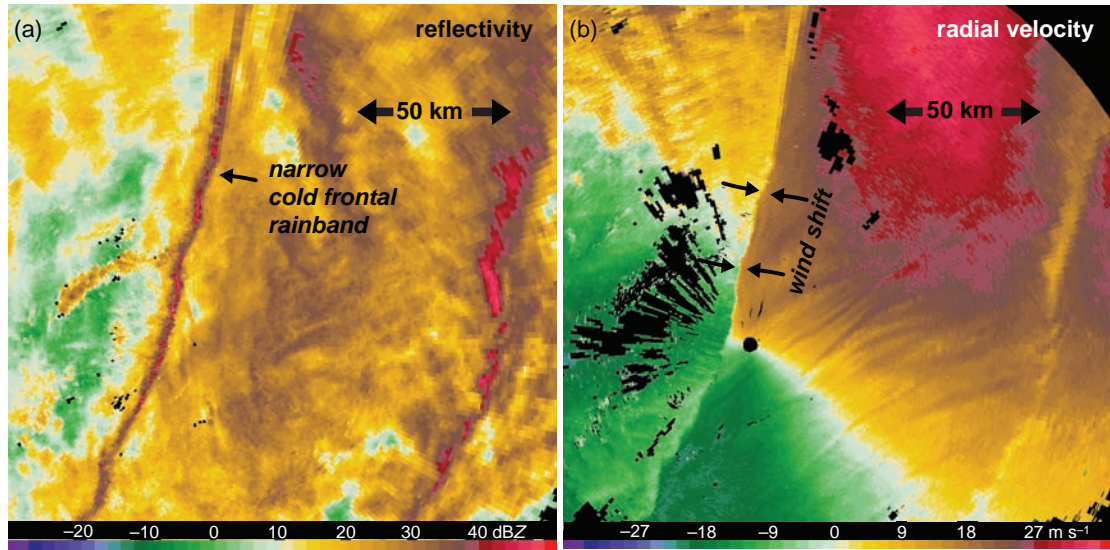 (a)
reflectivity
50 km
narrow
cold frontal
rainband
−20 −10 0 10 20 30 40 dBZ
(b)
radial velocity
50 km
wind shift
−27 −18 −9 0 9 18 27 m s⁻¹